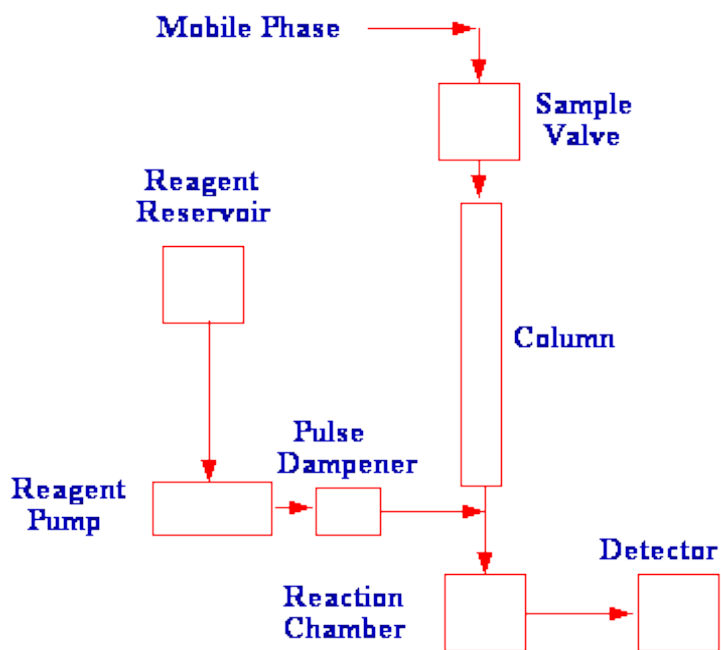 Mobile Phase
Sample
Valve
Reagent
Reservoir
Column
Pulse
Dampener
Reagent
Pump
Detector
Reaction
Chamber